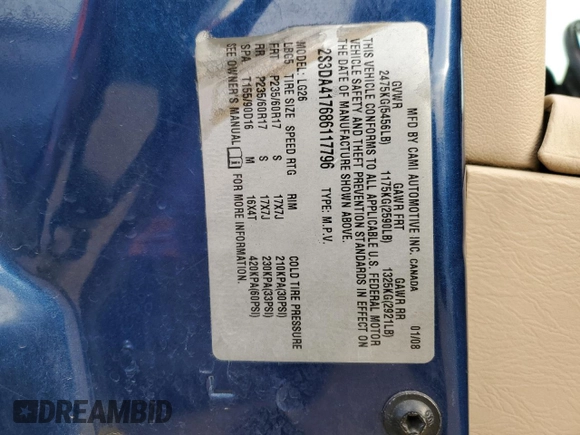 MFD BY CAMI AUTOMOTIVE INC. CANADA 01/08
GVWR GAWR FRT GAWR RR
2475KG(5456LB) 1175KG(2590LB) 1325KG(2921LB)
THIS VEHICLE CONFORMS TO ALL APPLICABLE U.S. FEDERAL MOTOR
VEHICLE SAFETY AND THEFT PREVENTION STANDARDS IN EFFECT ON
THE DATE OF MANUFACTURE SHOWN ABOVE.
2S3DA417686117796 TYPE: M.P.V.
MODEL: LG26
LBC5 TIRE SIZE SPEED RTG RIM COLD TIRE PRESSURE
FRT P235/60R17 S 17X7J 210KPA(30PSI)
RR P235/60R17 S 17X7J 230KPA(33PSI)
SPA T155/90D16 M 16X4T 420KPA(60PSI)
SEE OWNER'S MANUAL FOR MORE INFORMATION.
DREAMBID